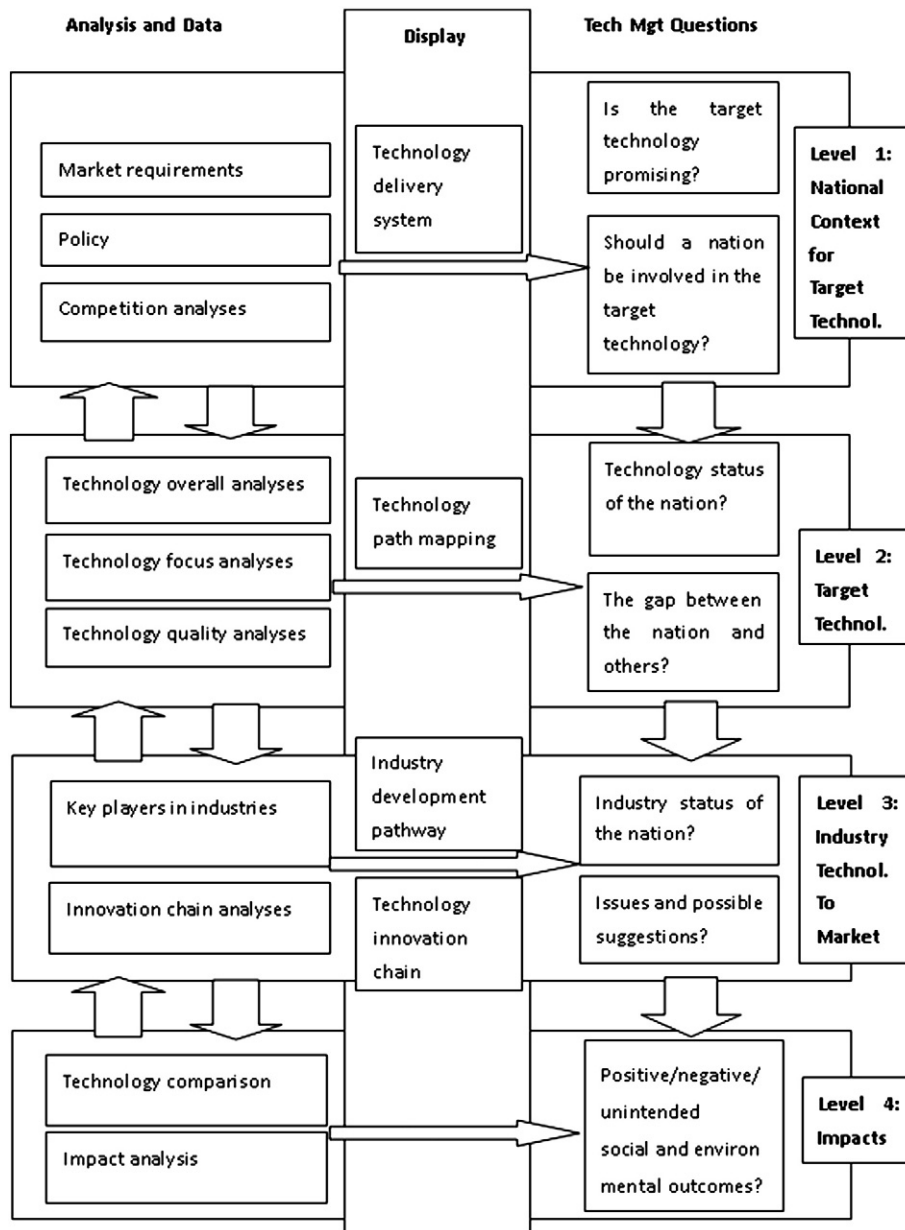 Analysis and Data
Display
Tech Mgt Questions
Market requirements
Policy
Competition analyses
Technology
delivery
system
Is the target
technology
promising?
Should a nation
be involved in the
target
technology?
Level 1:
National
Context
for
Target
Technol.
Technology overall analyses
Technology focus analyses
Technology quality analyses
Technology
path mapping
Technology status
of the nation?
The gap between
the nation and
others?
Level 2:
Target
Technol.
Key players in industries
Innovation chain analyses
Industry
development
pathway
Technology
innovation
chain
Industry status of
the nation?
Issues and possible
suggestions?
Level 3:
Industry
Technol.
To
Market
Technology comparison
Impact analysis
Positive/negative/
unintended
social and environ
mental outcomes?
Level 4:
Impacts